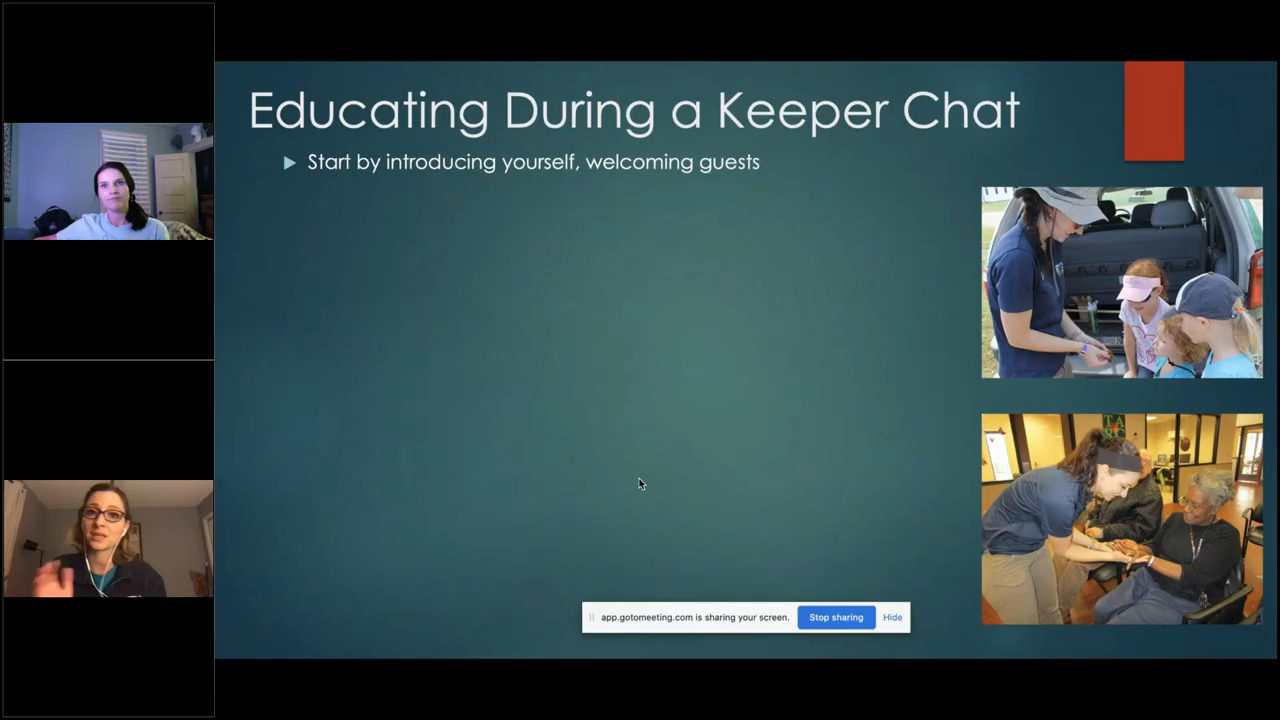 Educating During a Keeper Chat
Start by introducing yourself, welcoming guests
TA
app.gotomeeting.com is sharing your screen.
Stop sharing
Hide